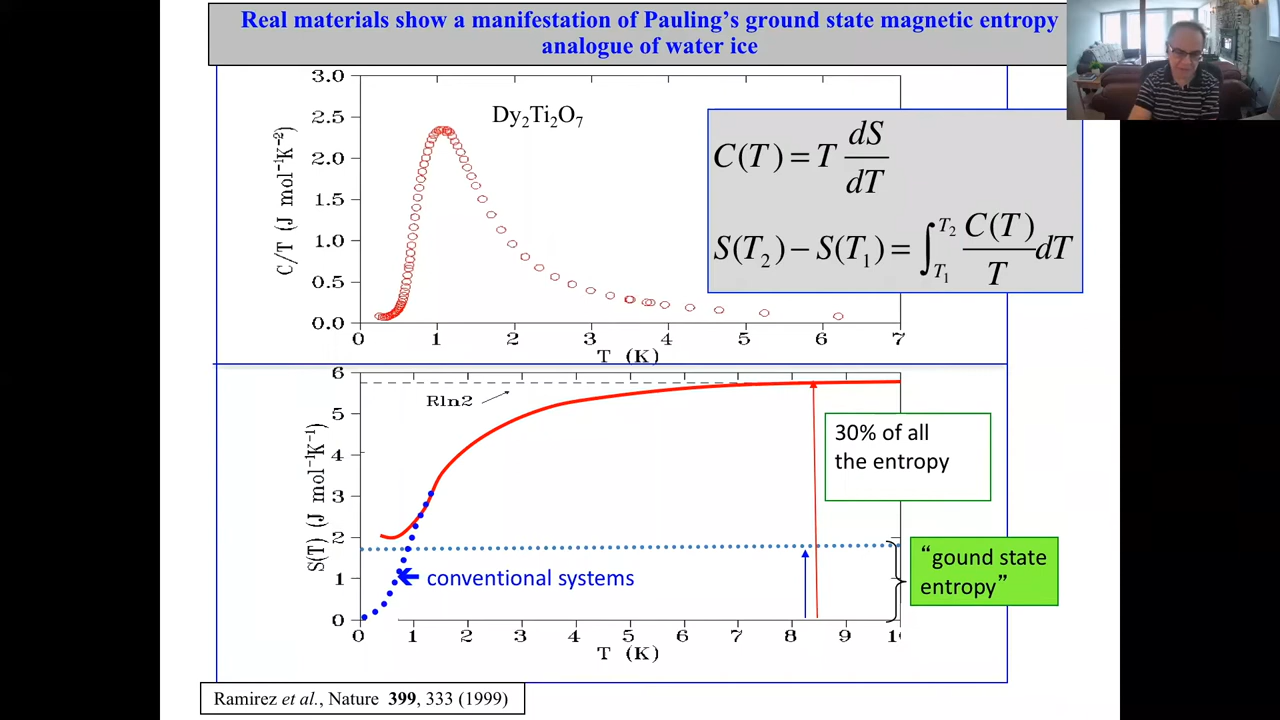 Real materials show a manifestation of Pauling’s ground state magnetic entropy
analogue of water ice
3.0
2.5
2.0
1.5
1.0
0.5
0.0
C/T (J mol⁻¹K⁻²)
Dy₂Ti₂O₇
0 1 2 3 4 5 6 7
T (K)
C(T) = T dS/dT
S(T₂) − S(T₁) = ∫_{T₁}^{T₂} C(T)/T dT
6
5
4
3
2
1
0
S(T) (J mol⁻¹K⁻¹)
Rln2
30% of all
the entropy
conventional systems
“gound state
entropy”
0 1 2 3 4 5 6 7 8 9 1
T (K)
Ramirez et al., Nature 399, 333 (1999)